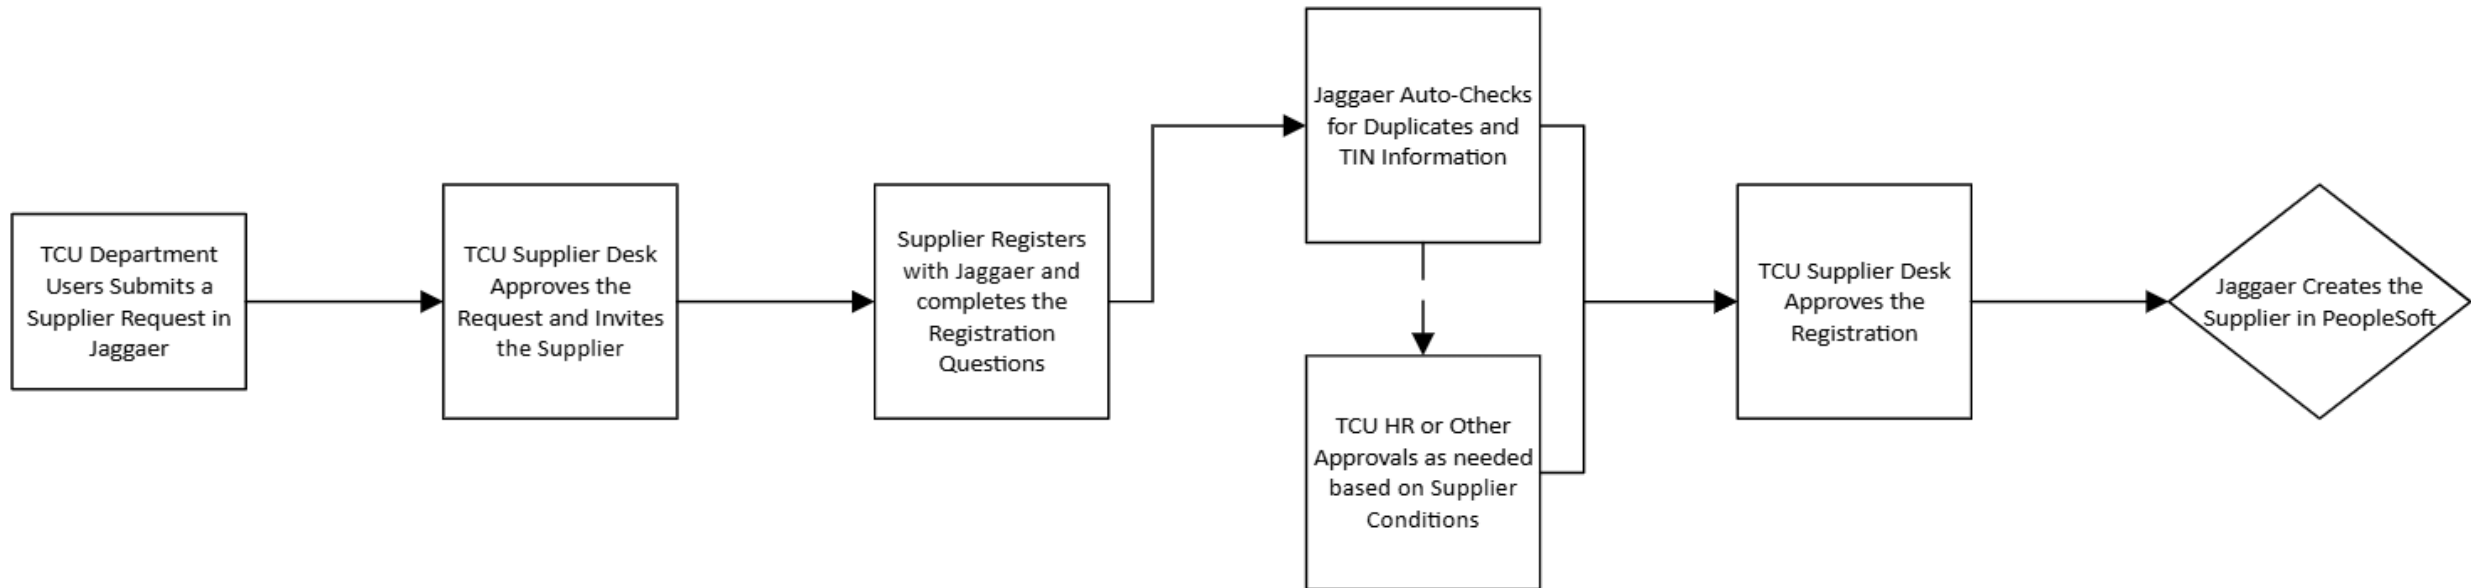 TCU Department
Users Submits a
Supplier Request in
Jaggaer
TCU Supplier Desk
Approves the
Request and Invites
the Supplier
Supplier Registers
with Jaggaer and
completes the
Registration
Questions
Jaggaer Auto-Checks
for Duplicates and
TIN Information
TCU HR or Other
Approvals as needed
based on Supplier
Conditions
TCU Supplier Desk
Approves the
Registration
Jaggaer Creates the
Supplier in PeopleSoft